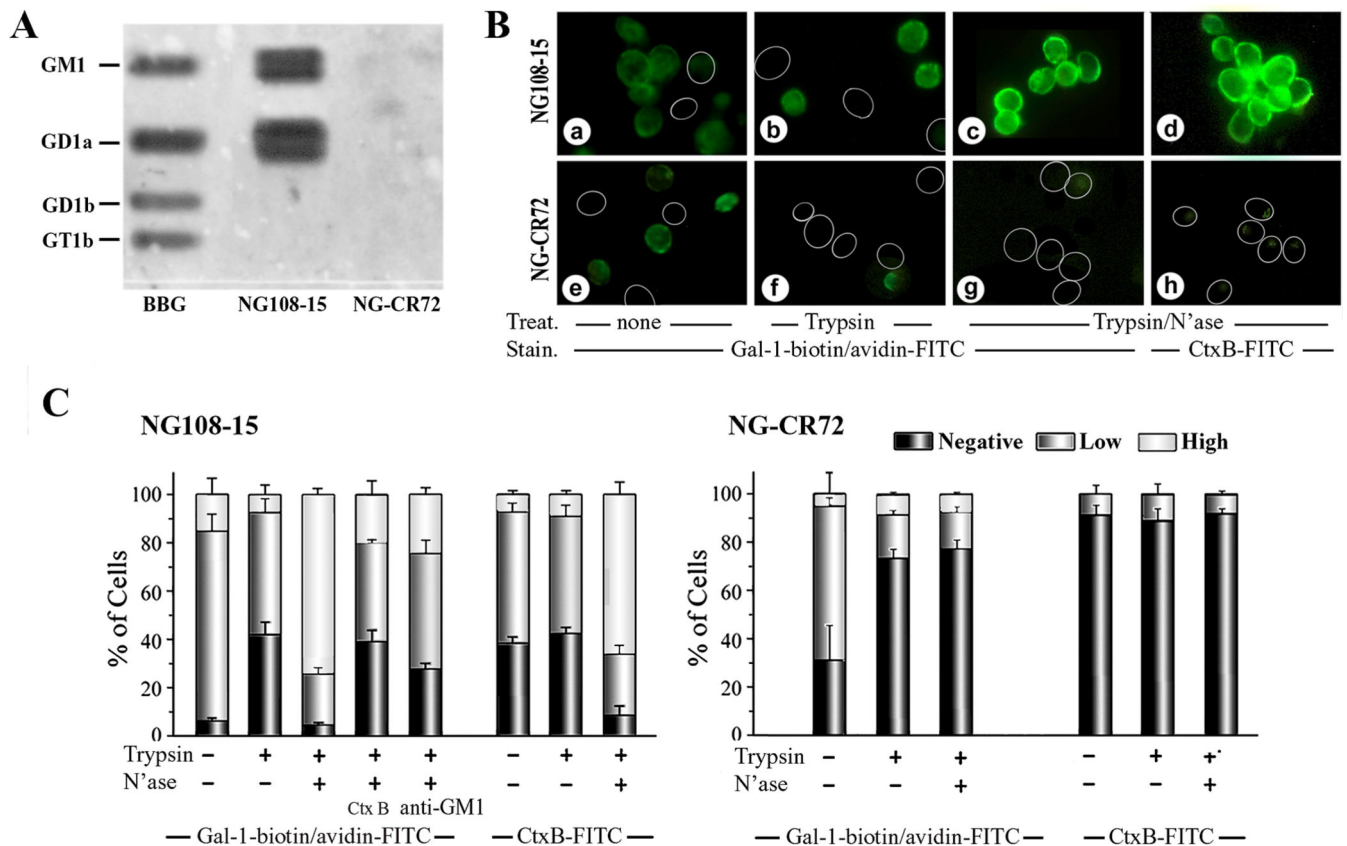 A
GM1
GD1a
GD1b
GT1b
BBG NG108-15 NG-CR72
B
NG108-15
a b c d
NG-CR72
e f g h
Treat. none Trypsin Trypsin/N'ase
Stain. Gal-1-biotin/avidin-FITC CtxB-FITC
C
NG108-15
% of Cells
100
80
60
40
20
0
Trypsin − + + + + − + +
N'ase − − + + + − − +
Ctx B anti-GM1
Gal-1-biotin/avidin-FITC CtxB-FITC
NG-CR72
Negative Low High
% of Cells
100
80
60
40
20
0
Trypsin − + + − + +
N'ase − − + − − +
Gal-1-biotin/avidin-FITC CtxB-FITC